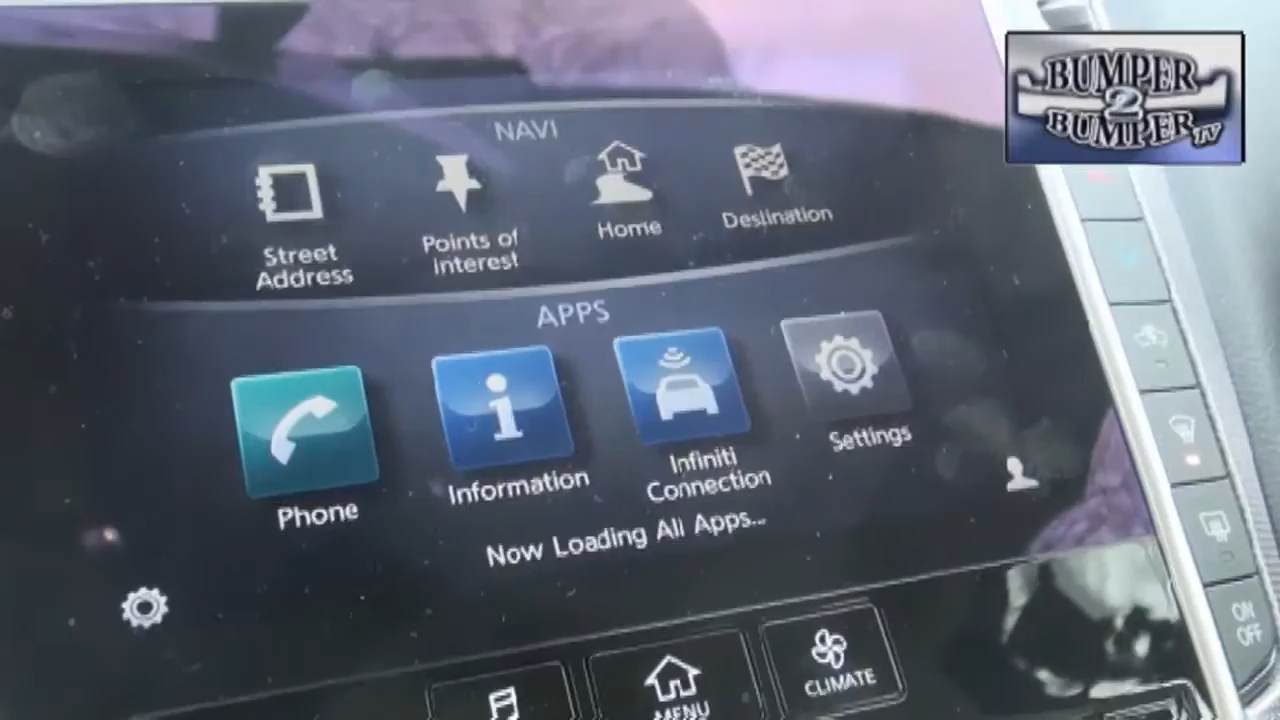 BUMPER
2
BUMPER TV
NAVI
Street
Address
Points of
Interest
Home
Destination
APPS
Phone
Information
Infiniti
Connection
Settings
Now Loading All Apps...
MENU
CLIMATE
ON
OFF